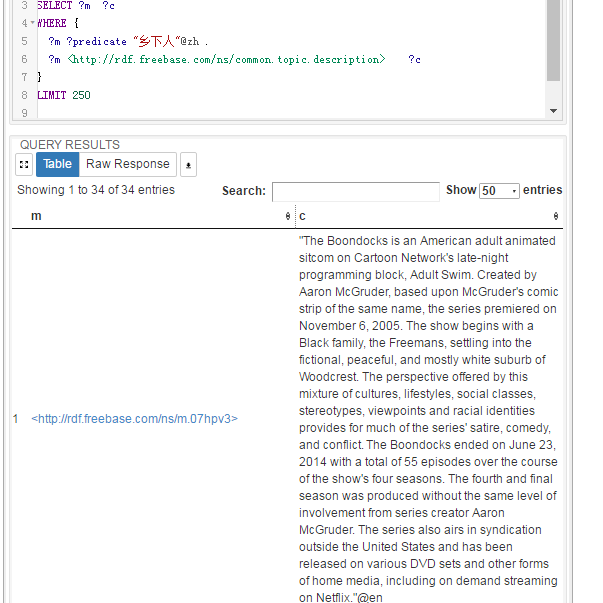 3 SELECT ?m ?c
4 WHERE {
5 ?m ?predicate "乡下人"@zh .
6 ?m <http://rdf.freebase.com/ns/common.topic.description> ?c
7 }
8 LIMIT 250
9
QUERY RESULTS
Table Raw Response
Showing 1 to 34 of 34 entries Search: Show 50 entries
m c
"The Boondocks is an American adult animated
sitcom on Cartoon Network's late-night
programming block, Adult Swim. Created by
Aaron McGruder, based upon McGruder's comic
strip of the same name, the series premiered on
November 6, 2005. The show begins with a
Black family, the Freemans, settling into the
fictional, peaceful, and mostly white suburb of
Woodcrest. The perspective offered by this
mixture of cultures, lifestyles, social classes,
stereotypes, viewpoints and racial identities
1 <http://rdf.freebase.com/ns/m.07hpv3> provides for much of the series' satire, comedy,
and conflict. The Boondocks ended on June 23,
2014 with a total of 55 episodes over the course
of the show's four seasons. The fourth and final
season was produced without the same level of
involvement from series creator Aaron
McGruder. The series also airs in syndication
outside the United States and has been
released on various DVD sets and other forms
of home media, including on demand streaming
on Netflix."@en